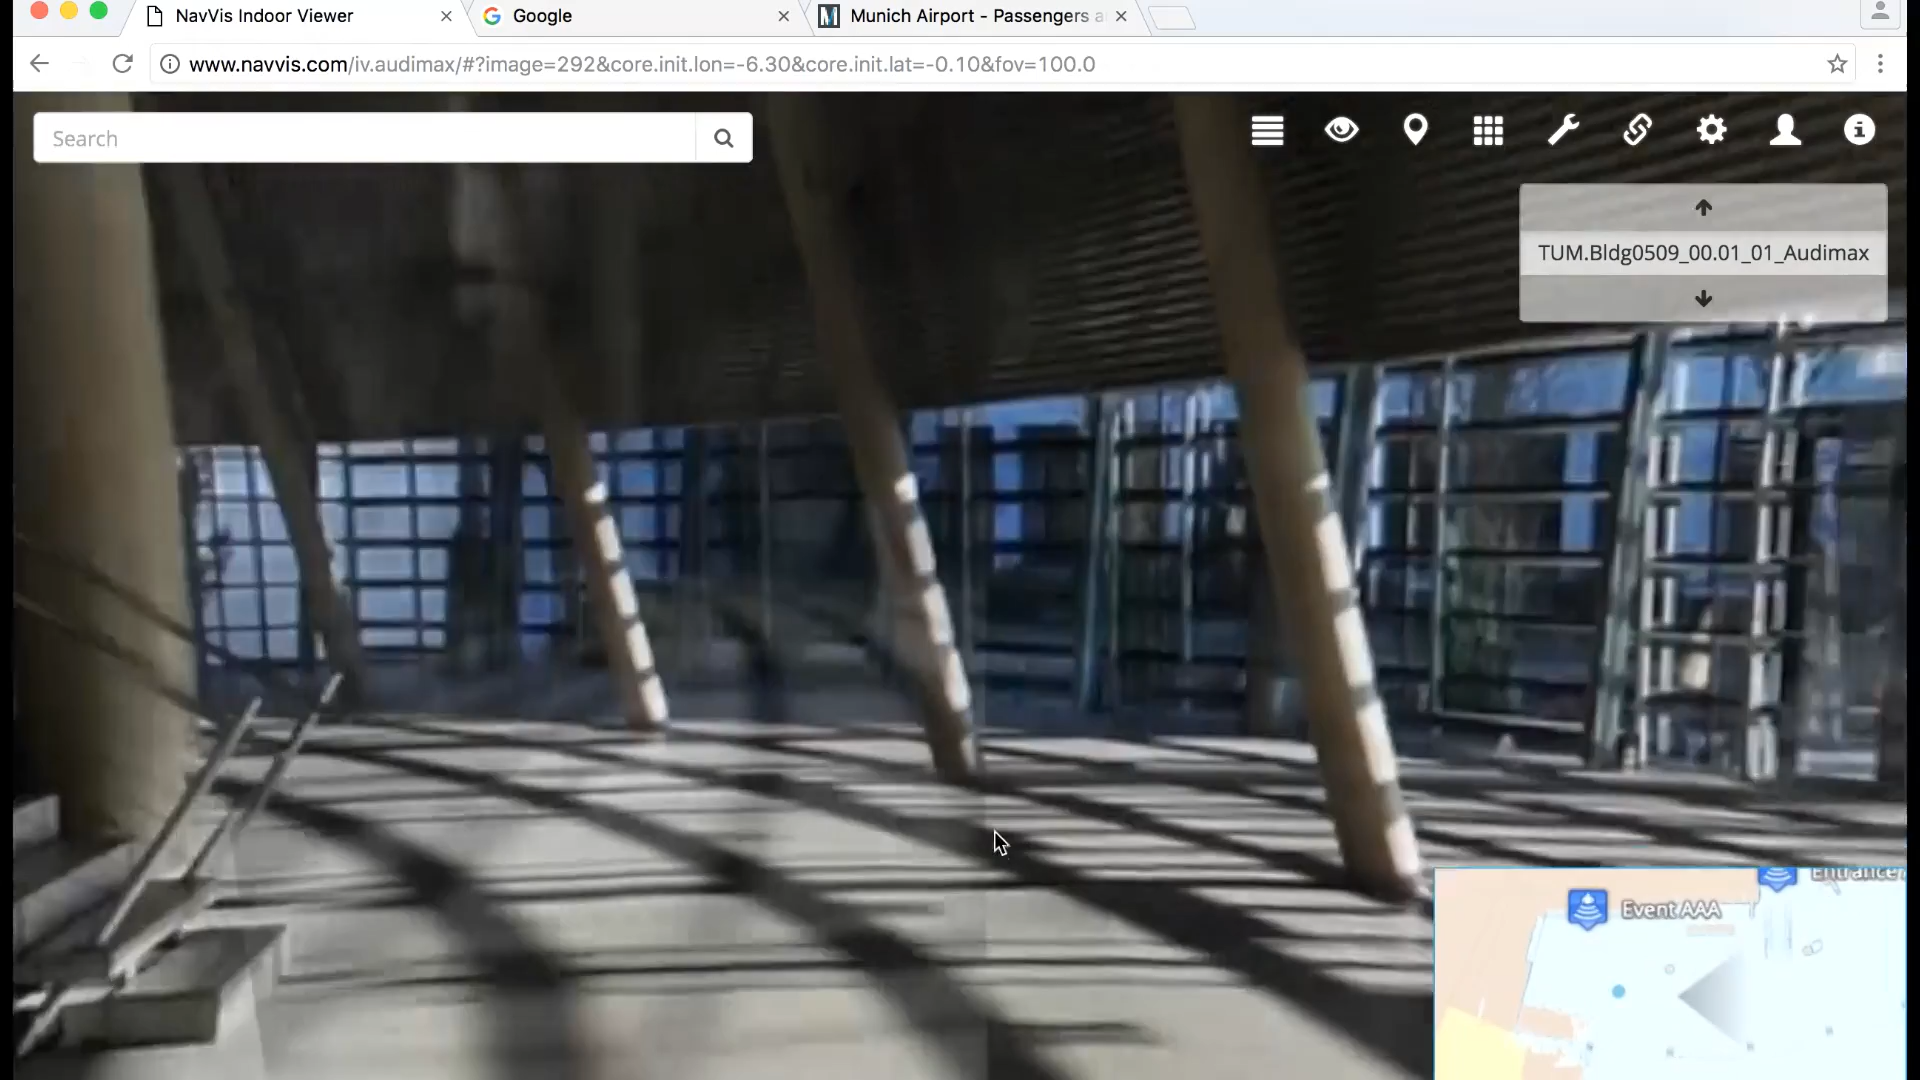 NavVis Indoor Viewer
Google
Munich Airport - Passengers a
www.navvis.com/iv.audimax/#?image=292&core.init.lon=-6.30&core.init.lat=-0.10&fov=100.0
Search
TUM.Bldg0509_00.01_01_Audimax
Entrance
Event AAA